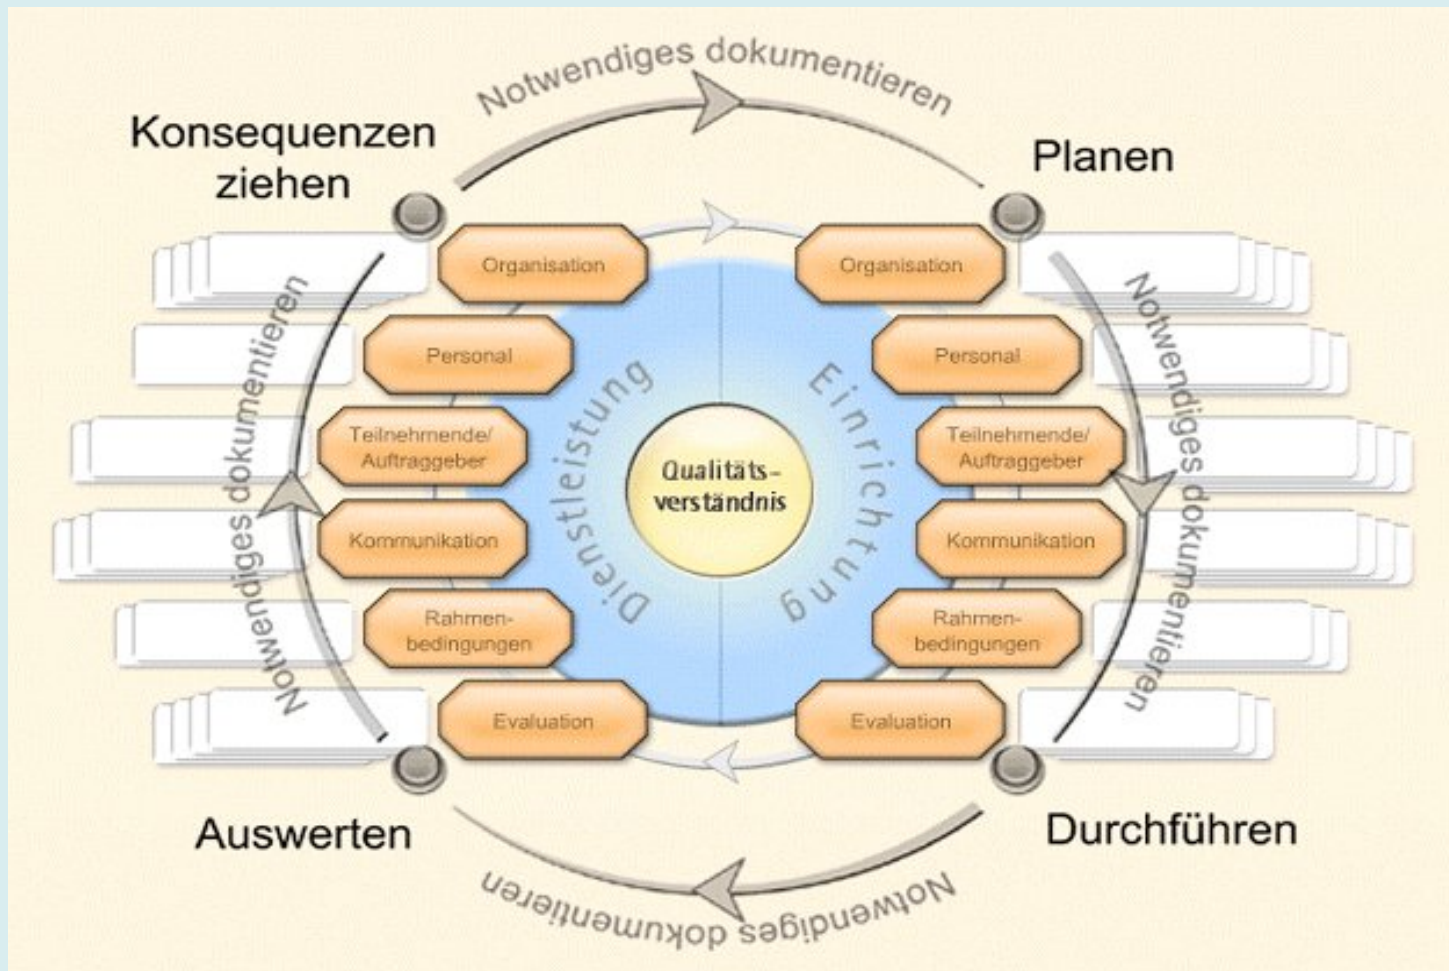 Notwendiges dokumentieren
Konsequenzen
ziehen
Planen
Organisation
Organisation
Personal
Personal
Teilnehmende/
Auftraggeber
Teilnehmende/
Auftraggeber
Kommunikation
Kommunikation
Rahmen-
bedingungen
Rahmen-
bedingungen
Evaluation
Evaluation
Dienstleistung
Einrichtung
Qualitäts-
verständnis
Notwendiges dokumentieren
Notwendiges dokumentieren
Auswerten
Durchführen
Notwendiges dokumentieren